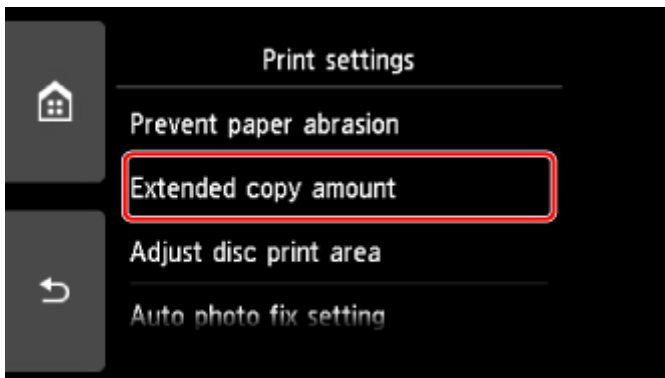 Print settings
Prevent paper abrasion
Extended copy amount
Adjust disc print area
Auto photo fix setting